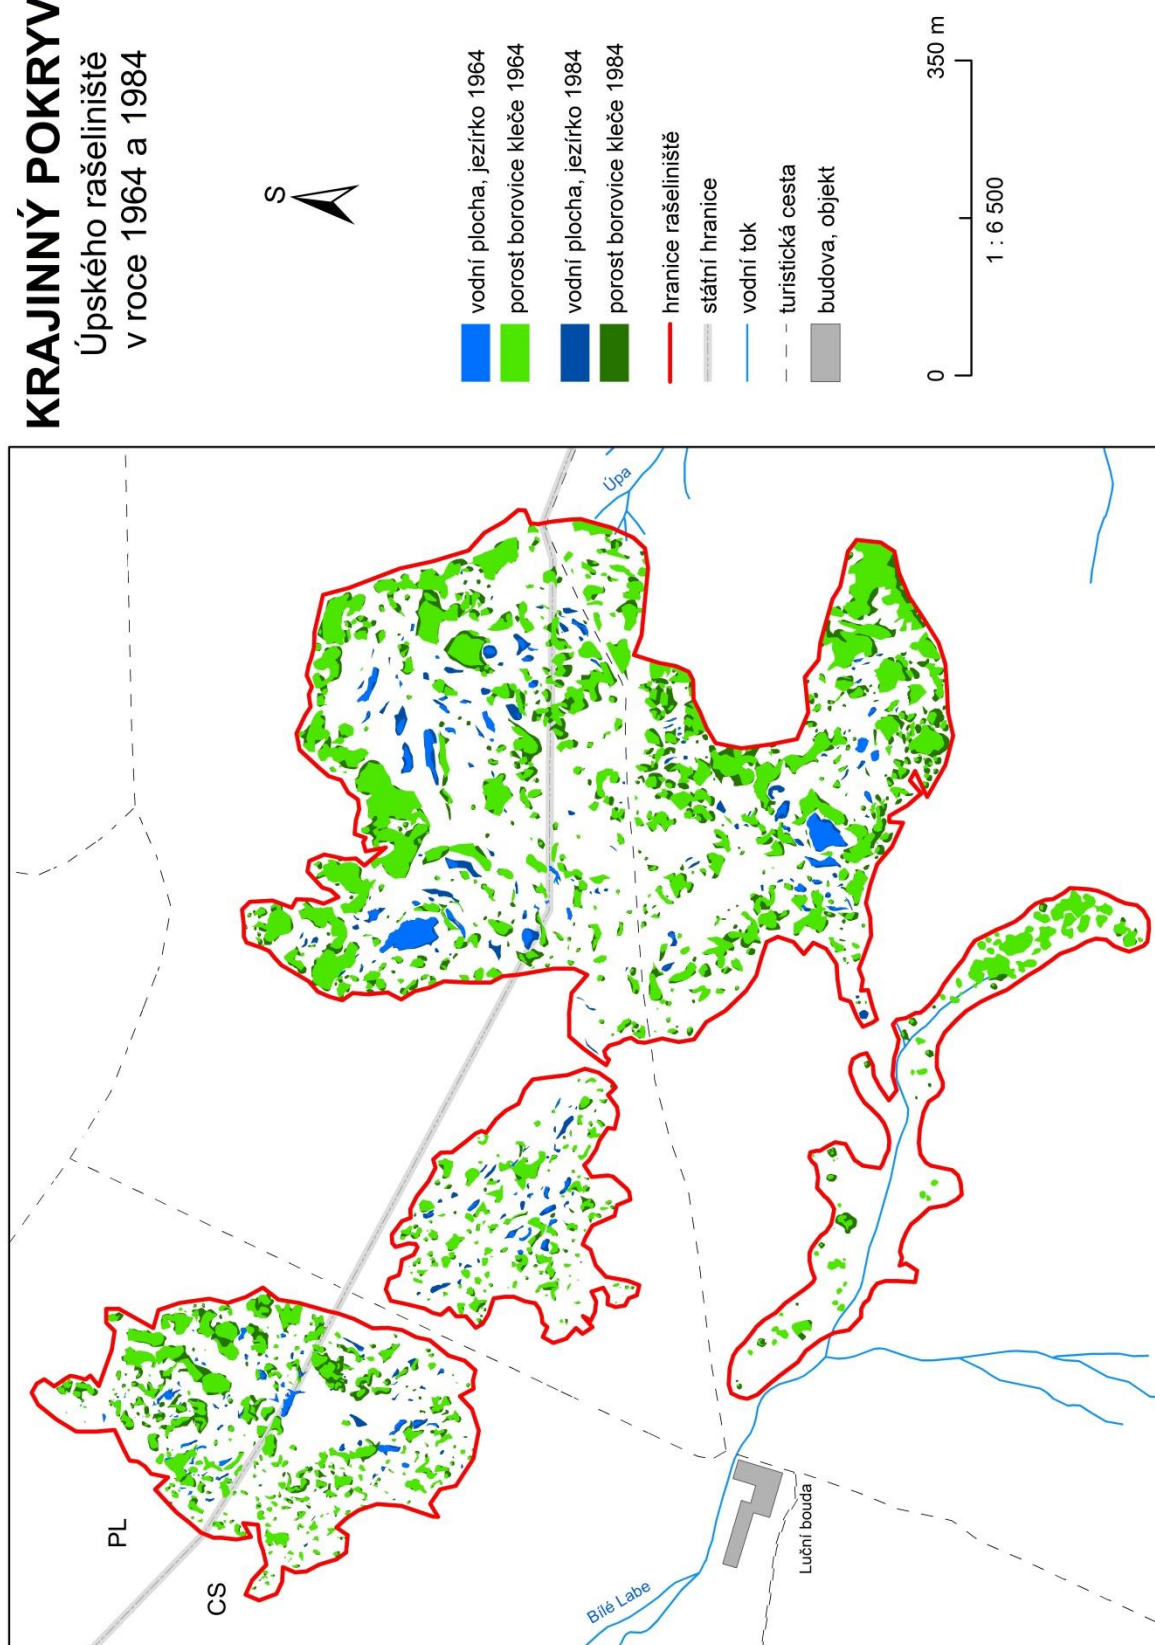 KRAJINNÝ POKRYV
Úpského rašeliniště
v roce 1964 a 1984
S
vodní plocha, jezírko 1964
porost borovice kleče 1964
vodní plocha, jezírko 1984
porost borovice kleče 1984
hranice rašeliniště
státní hranice
vodní tok
turistická cesta
budova, objekt
0
350 m
1 : 6 500
PL
CS
Úpa
Bílé Labe
Luční bouda